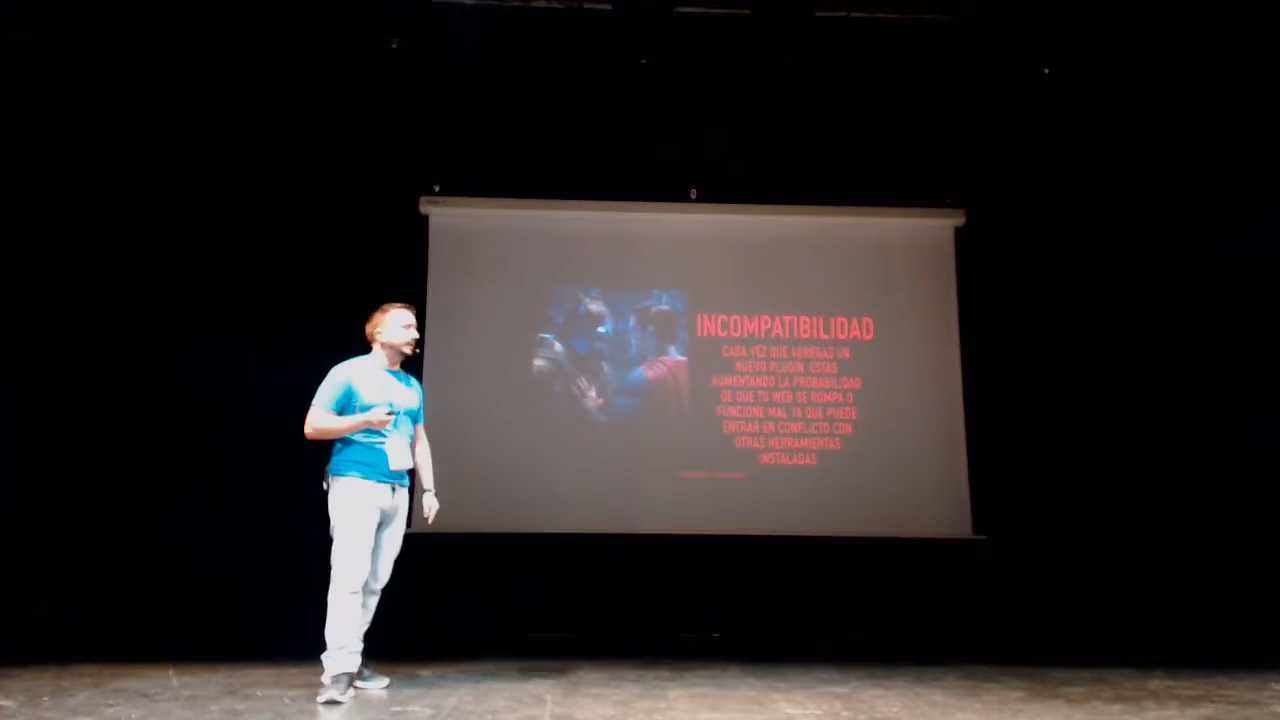 INCOMPATIBILIDAD
CADA VEZ QUE AGREGAS UN
NUEVO PLUGIN, ESTÁS
AUMENTANDO LA PROBABILIDAD
DE QUE TU WEB SE ROMPA O
FUNCIONE MAL YA QUE PUEDE
ENTRAR EN CONFLICTO CON
OTRAS HERRAMIENTAS
INSTALADAS